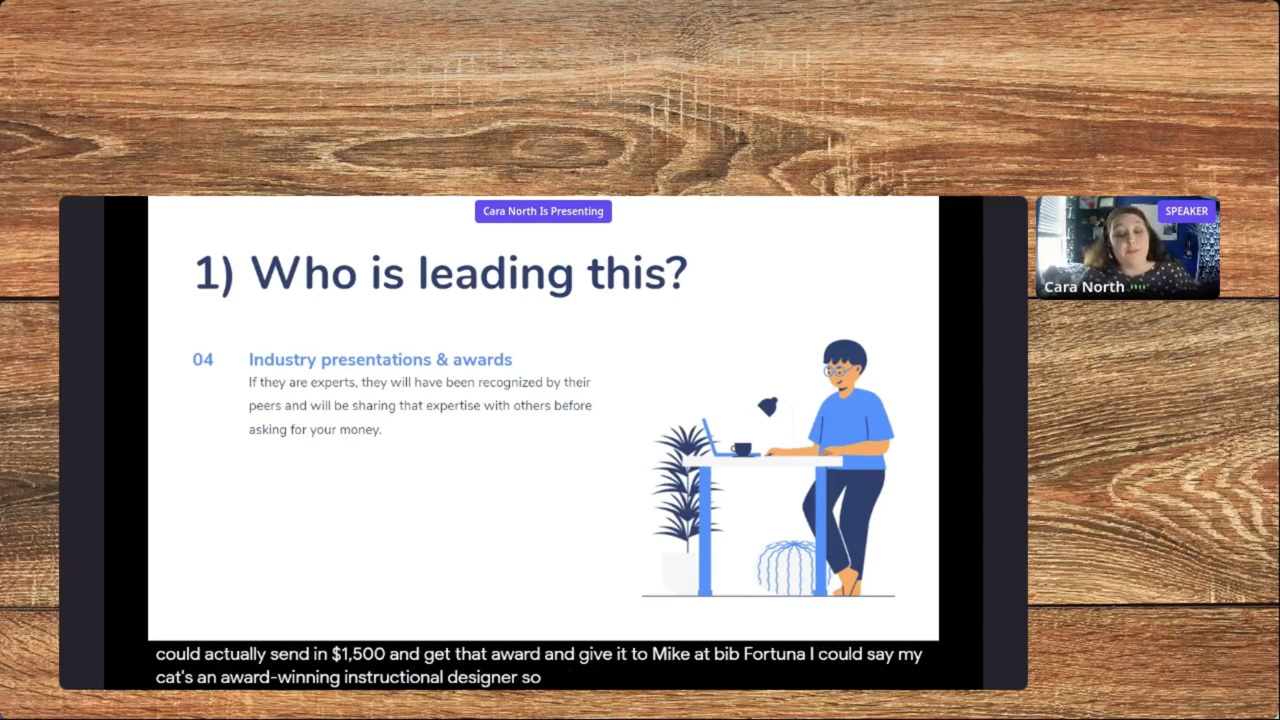 Cara North Is Presenting
SPEAKER
Cara North
1) Who is leading this?
04 Industry presentations & awards
If they are experts, they will have been recognized by their
peers and will be sharing that expertise with others before
asking for your money.
could actually send in $1,500 and get that award and give it to Mike at bib Fortuna I could say my
cat's an award-winning instructional designer so